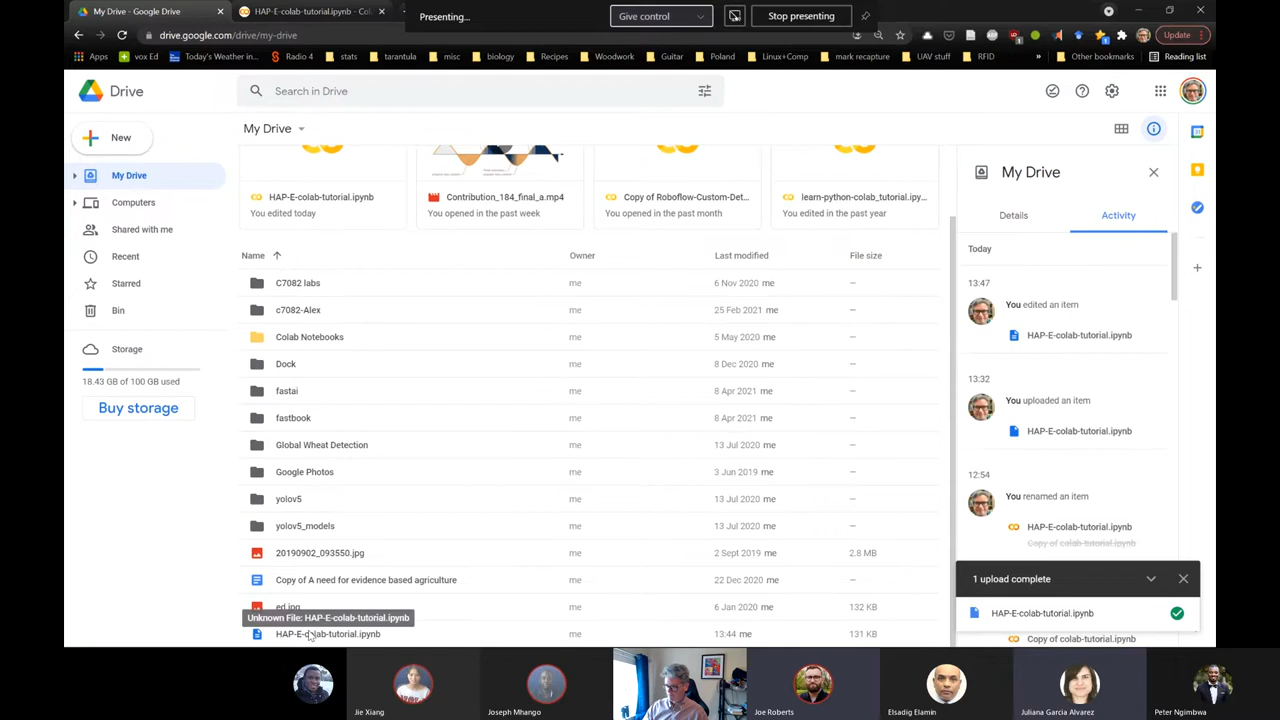 My Drive - Google Drive
HAP-E-colab-tutorial.ipynb - Co
Presenting...
Give control
Stop presenting
drive.google.com/drive/my-drive
Update
Apps
vox Ed
Today's Weather in...
Radio 4
stats
tarantula
misc
biology
Recipes
Woodwork
Guitar
Poland
Linux+Comp
mark recapture
UAV stuff
RFID
»
Other bookmarks
Reading list
Drive
Search in Drive
New
My Drive
My Drive
Computers
Shared with me
Recent
Starred
Bin
Storage
18.43 GB of 100 GB used
Buy storage
HAP-E-colab-tutorial.ipynb
You edited today
Contribution_184_final_a.mp4
You opened in the past week
Copy of Roboflow-Custom-Det...
You opened in the past month
learn-python-colab_tutorial.ipy...
You edited in the past year
Name Owner Last modified File size
C7082 labs me 6 Nov 2020 me –
c7082-Alex me 25 Feb 2021 me –
Colab Notebooks me 5 May 2020 me –
Dock me 8 Dec 2020 me –
fastai me 8 Apr 2021 me –
fastbook me 8 Apr 2021 me –
Global Wheat Detection me 13 Jul 2020 me –
Google Photos me 3 Jun 2019 me –
yolov5 me 13 Jul 2020 me –
yolov5_models me 13 Jul 2020 me –
20190902_093550.jpg me 2 Sept 2019 me 2.8 MB
Copy of A need for evidence based agriculture me 22 Dec 2020 me –
ed.jpg me 6 Jan 2020 me 132 KB
Unknown File: HAP-E-colab-tutorial.ipynb
HAP-E-colab-tutorial.ipynb me 13:44 me 131 KB
My Drive
Details Activity
Today
13:47
You edited an item
HAP-E-colab-tutorial.ipynb
13:32
You uploaded an item
HAP-E-colab-tutorial.ipynb
12:54
You renamed an item
HAP-E-colab-tutorial.ipynb
Copy of colab-tutorial.ipynb
1 upload complete
HAP-E-colab-tutorial.ipynb
Copy of colab-tutorial.ipynb
Jie Xiang
Joseph Mhango
Joe Roberts
Elsadig Elamin
Juliana Garcia Alvarez
Peter Ngimbwa